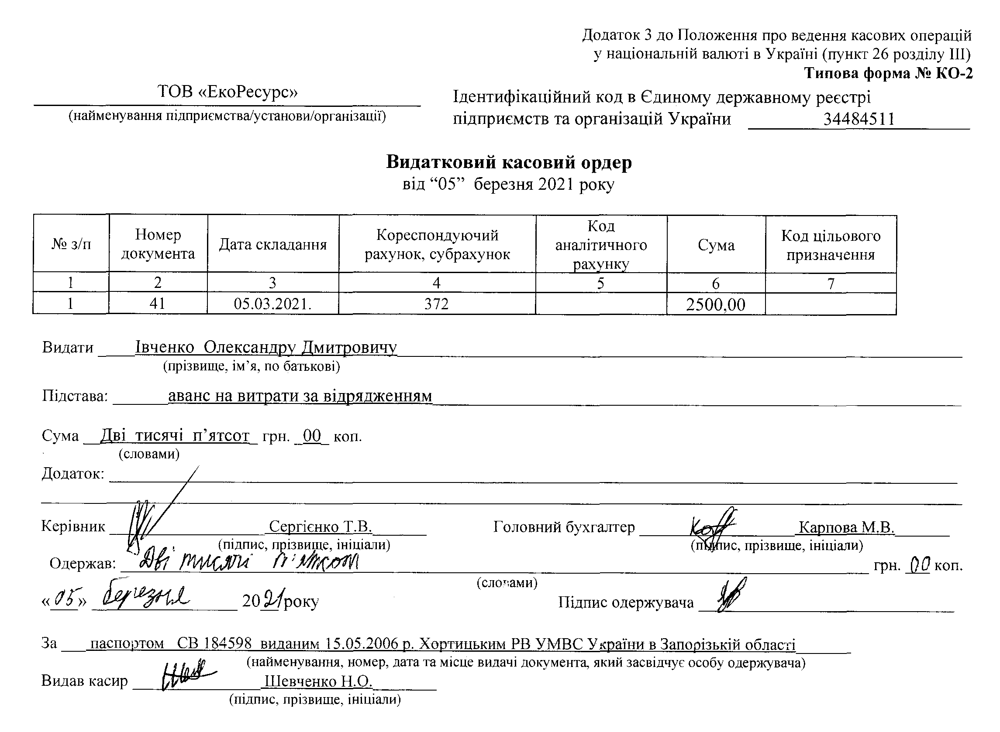 Додаток 3 до Положення про ведення касових операцій
у національній валюті в Україні (пункт 26 розділу ІІІ)
Типова форма № КО-2
ТОВ «ЕкоРесурс»
(найменування підприємства/установи/організації)
Ідентифікаційний код в Єдиному державному реєстрі
підприємств та організацій України 34484511
Видатковий касовий ордер
від “05” березня 2021 року
№ з/п Номер документа Дата складання Кореспондуючий рахунок, субрахунок Код аналітичного рахунку Сума Код цільового призначення
1 2 3 4 5 6 7
1 41 05.03.2021. 372 2500,00
Видати Івченко Олександру Дмитровичу
(прізвище, ім’я, по батькові)
Підстава: аванс на витрати за відрядженням
Сума Дві тисячі п’ятсот грн. 00 коп.
(словами)
Додаток:
Керівник Сергієнко Т.В. Головний бухгалтер Карпова М.В.
(підпис, прізвище, ініціали) (підпис, прізвище, ініціали)
Одержав: Дві тисячі п'ятсот грн. 00 коп.
(словами)
«05» березня 2021 року Підпис одержувача
За паспортом СВ 184598 виданим 15.05.2006 р. Хортицьким РВ УМВС України в Запорізькій області
(найменування, номер, дата та місце видачі документа, який засвідчує особу одержувача)
Видав касир Шевченко Н.О.
(підпис, прізвище, ініціали)